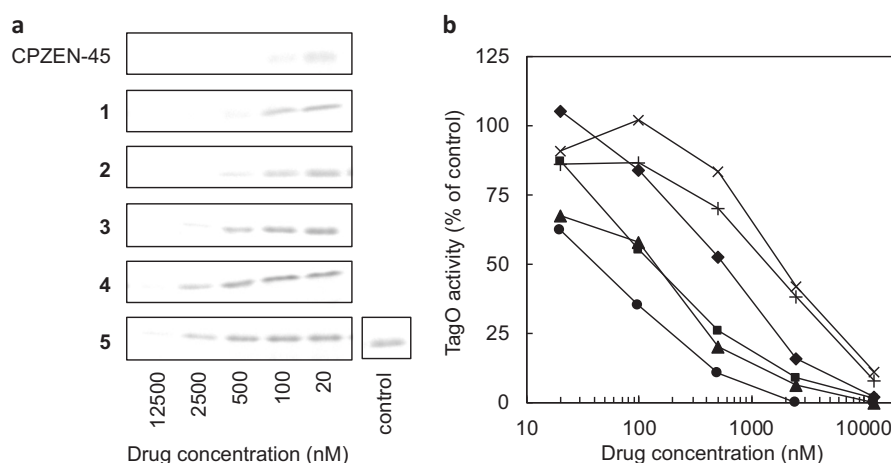 a
CPZEN-45
1
2
3
4
5
12500
2500
500
100
20
control
Drug concentration (nM)
b
TagO activity (% of control)
125
100
75
50
25
0
10
100
1000
10000
Drug concentration (nM)